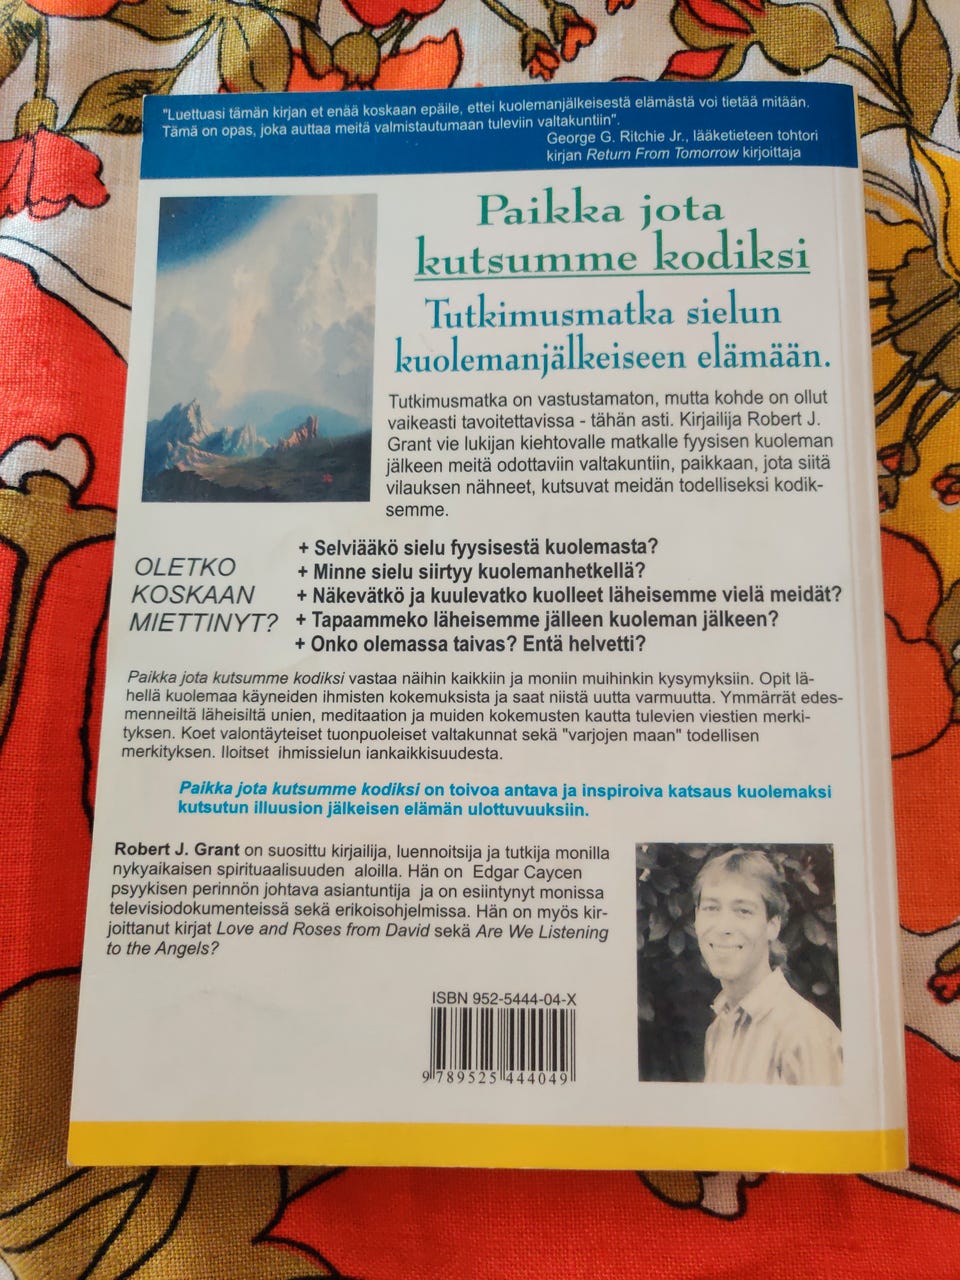 "Luettuasi tämän kirjan et enää koskaan epäile, ettei kuolemanjälkeisestä elämästä voi tietää mitään.
Tämä on opas, joka auttaa meitä valmistautumaan tuleviin valtakuntiin".
George G. Ritchie Jr., lääketieteen tohtori
kirjan Return From Tomorrow kirjoittaja
Paikka jota
kutsumme kodiksi
Tutkimusmatka sielun
kuolemanjälkeiseen elämään.
Tutkimusmatka on vastustamaton, mutta kohde on ollut
vaikeasti tavoitettavissa - tähän asti. Kirjailija Robert J.
Grant vie lukijan kiehtovalle matkalle fyysisen kuoleman
jälkeen meitä odottaviin valtakuntiin, paikkaan, jota siitä
vilauksen nähneet, kutsuvat meidän todelliseksi kodik-
semme.
OLETKO
KOSKAAN
MIETTINYT?
+ Selviääkö sielu fyysisestä kuolemasta?
+ Minne sielu siirtyy kuolemanhetkellä?
+ Näkevätkö ja kuulevatko kuolleet läheisemme vielä meidät?
+ Tapaammeko läheisemme jälleen kuoleman jälkeen?
+ Onko olemassa taivas? Entä helvetti?
Paikka jota kutsumme kodiksi vastaa näihin kaikkiin ja moniin muihinkin kysymyksiin. Opit lä-
hellä kuolemaa käyneiden ihmisten kokemuksista ja saat niistä uutta varmuutta. Ymmärrät edes-
menneiltä läheisiltä unien, meditaation ja muiden kokemusten kautta tulevien viestien merki-
tyksen. Koet valontäyteiset tuonpuoleiset valtakunnat sekä "varjojen maan" todellisen
merkityksen. Iloitset ihmissielun iankaikkisuudesta.
Paikka jota kutsumme kodiksi on toivoa antava ja inspiroiva katsaus kuolemaksi
kutsutun illuusion jälkeisen elämän ulottuvuuksiin.
Robert J. Grant on suosittu kirjailija, luennoitsija ja tutkija monilla
nykyaikaisen spirituaalisuuden aloilla. Hän on Edgar Caycen
psyykisen perinnön johtava asiantuntija ja on esiintynyt monissa
televisiodokumenteissä sekä erikoisohjelmissa. Hän on myös kir-
joittanut kirjat Love and Roses from David sekä Are We Listening
to the Angels?
ISBN 952-5444-04-X
9 789525 444049